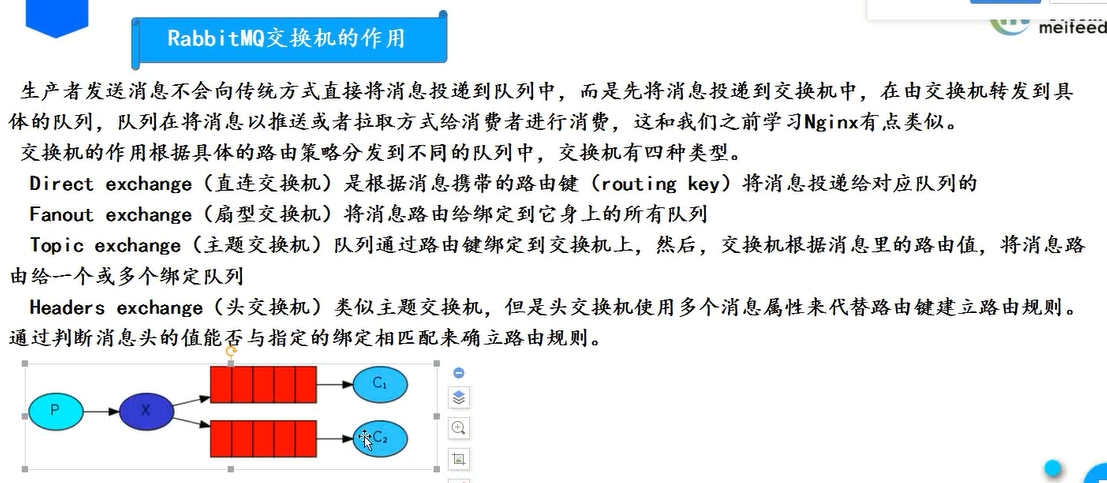 RabbitMQ交换机的作用
meifeed
生产者发送消息不会向传统方式直接将消息投递到队列中，而是先将消息投递到交换机中，在由交换机转发到具
体的队列，队列在将消息以推送或者拉取方式给消费者进行消费，这和我们之前学习Nginx有点类似。
交换机的作用根据具体的路由策略分发到不同的队列中，交换机有四种类型。
Direct exchange（直连交换机）是根据消息携带的路由键（routing key）将消息投递给对应队列的
Fanout exchange（扇型交换机）将消息路由给绑定到它身上的所有队列
Topic exchange（主题交换机）队列通过路由键绑定到交换机上，然后，交换机根据消息里的路由值，将消息路
由给一个或多个绑定队列
Headers exchange（头交换机）类似主题交换机，但是头交换机使用多个消息属性来代替路由键建立路由规则。
通过判断消息头的值能否与指定的绑定相匹配来确立路由规则。
P
X
C₁
C₂